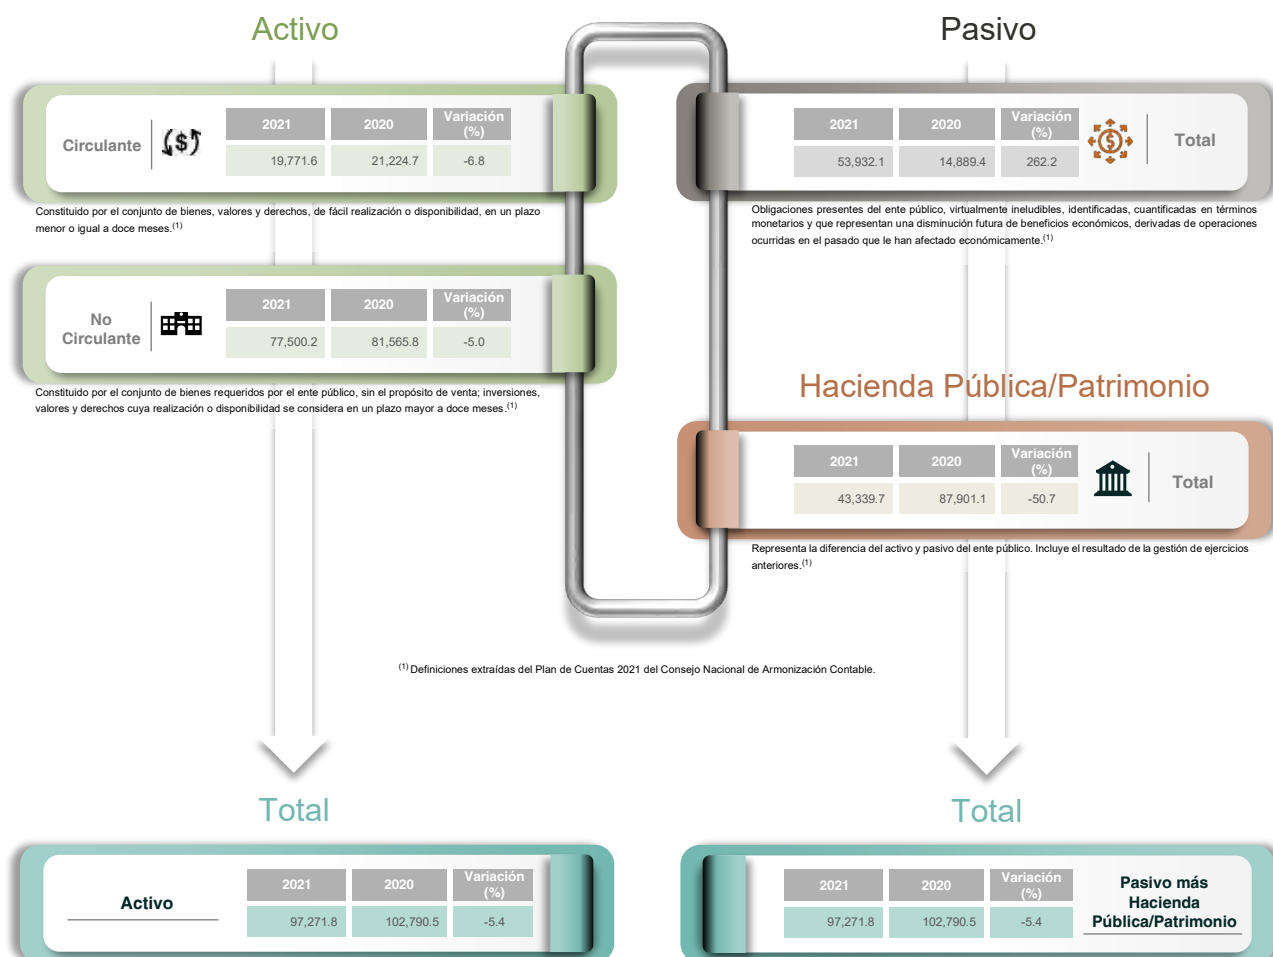 Activo
Circulante
2021 2020 Variación (%)
19,771.6 21,224.7 -6.8
Constituido por el conjunto de bienes, valores y derechos, de fácil realización o disponibilidad, en un plazo
menor o igual a doce meses.(1)
No
Circulante
2021 2020 Variación (%)
77,500.2 81,565.8 -5.0
Constituido por el conjunto de bienes requeridos por el ente público, sin el propósito de venta; inversiones,
valores y derechos cuya realización o disponibilidad se considera en un plazo mayor a doce meses.(1)
Pasivo
2021 2020 Variación (%)
53,932.1 14,889.4 262.2
Total
Obligaciones presentes del ente público, virtualmente ineludibles, identificadas, cuantificadas en términos
monetarios y que representan una disminución futura de beneficios económicos, derivadas de operaciones
ocurridas en el pasado que le han afectado económicamente.(1)
Hacienda Pública/Patrimonio
2021 2020 Variación (%)
43,339.7 87,901.1 -50.7
Total
Representa la diferencia del activo y pasivo del ente público. Incluye el resultado de la gestión de ejercicios
anteriores.(1)
(1) Definiciones extraídas del Plan de Cuentas 2021 del Consejo Nacional de Armonización Contable.
Total
Activo
2021 2020 Variación (%)
97,271.8 102,790.5 -5.4
Total
2021 2020 Variación (%)
97,271.8 102,790.5 -5.4
Pasivo más
Hacienda
Pública/Patrimonio